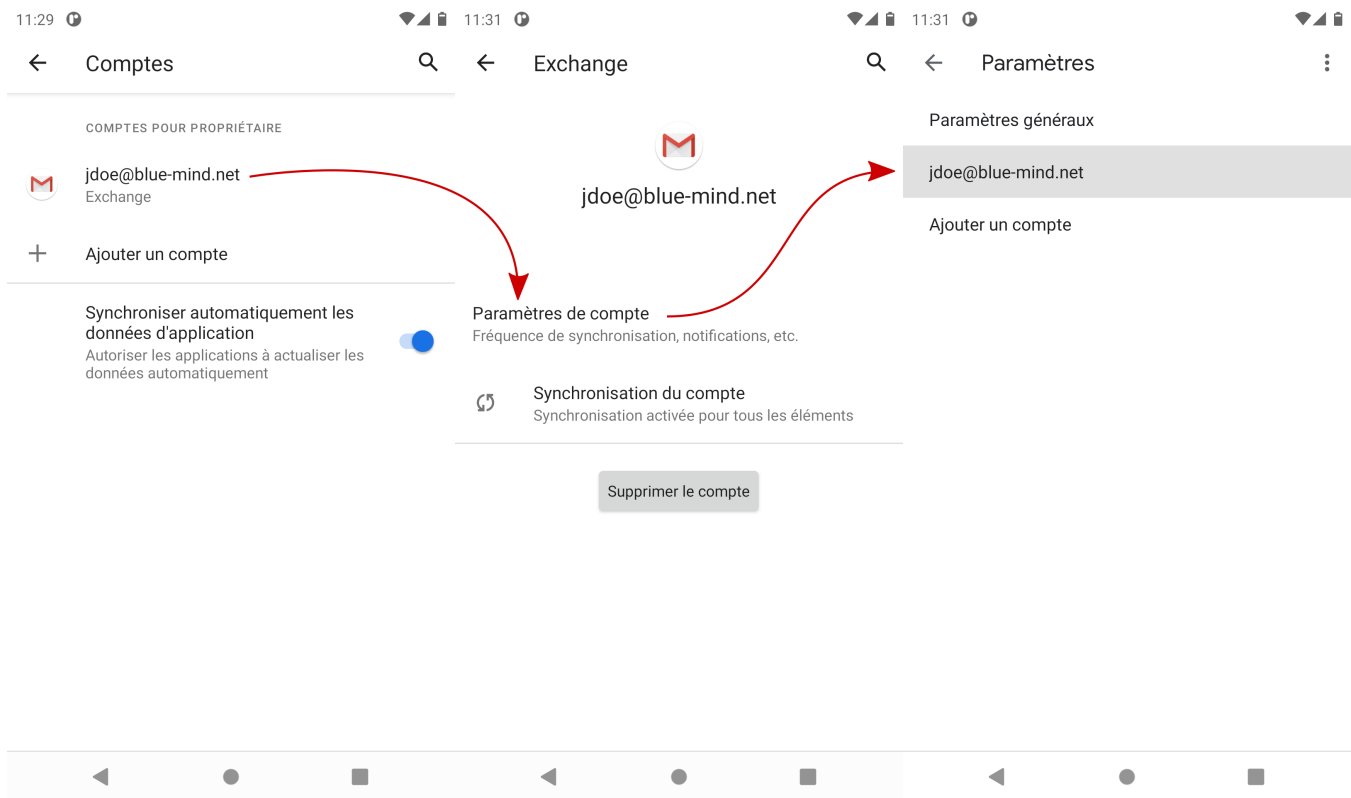 11:29
Comptes
COMPTES POUR PROPRIÉTAIRE
jdoe@blue-mind.net
Exchange
Ajouter un compte
Synchroniser automatiquement les
données d'application
Autoriser les applications à actualiser les
données automatiquement
11:31
Exchange
jdoe@blue-mind.net
Paramètres de compte
Fréquence de synchronisation, notifications, etc.
Synchronisation du compte
Synchronisation activée pour tous les éléments
Supprimer le compte
11:31
Paramètres
Paramètres généraux
jdoe@blue-mind.net
Ajouter un compte